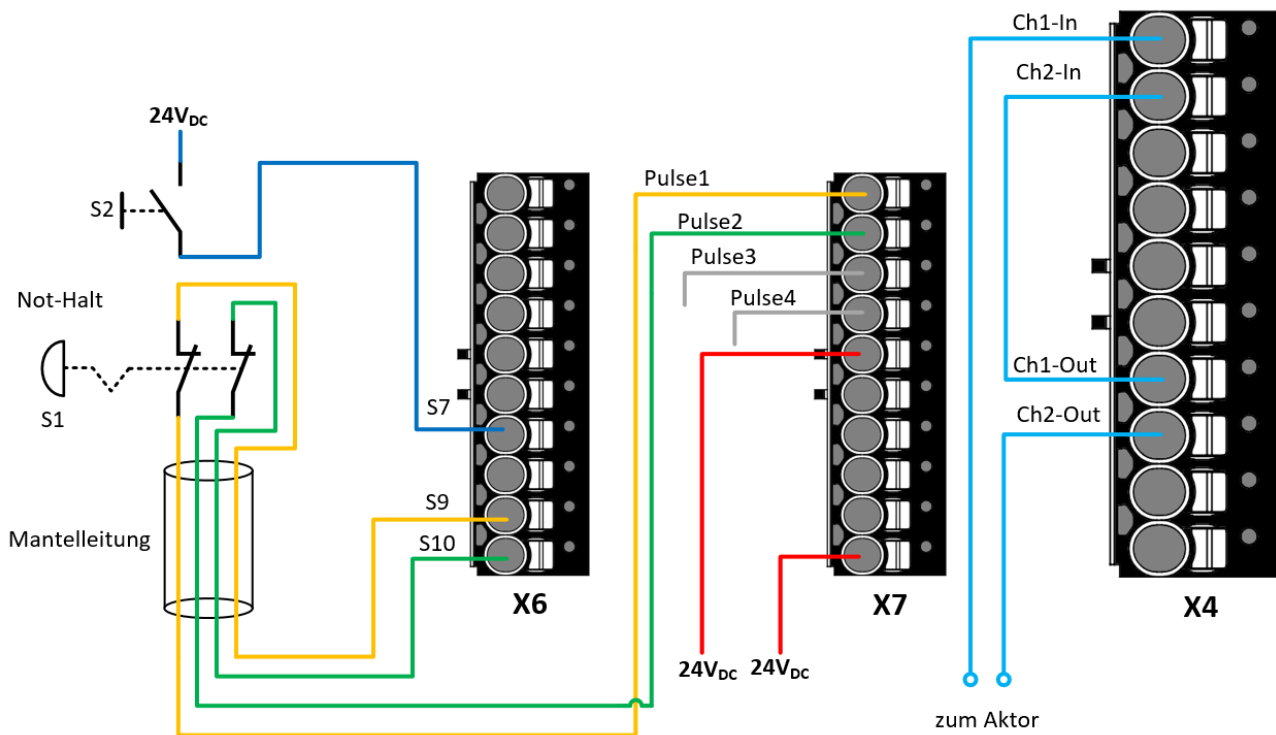 Ch1-In
Ch2-In
24VDC
S2
Pulse1
Pulse2
Pulse3
Pulse4
Not-Halt
S1
S7
Ch1-Out
Ch2-Out
S9
S10
Mantelleitung
X6
X7
X4
24VDC
24VDC
zum Aktor